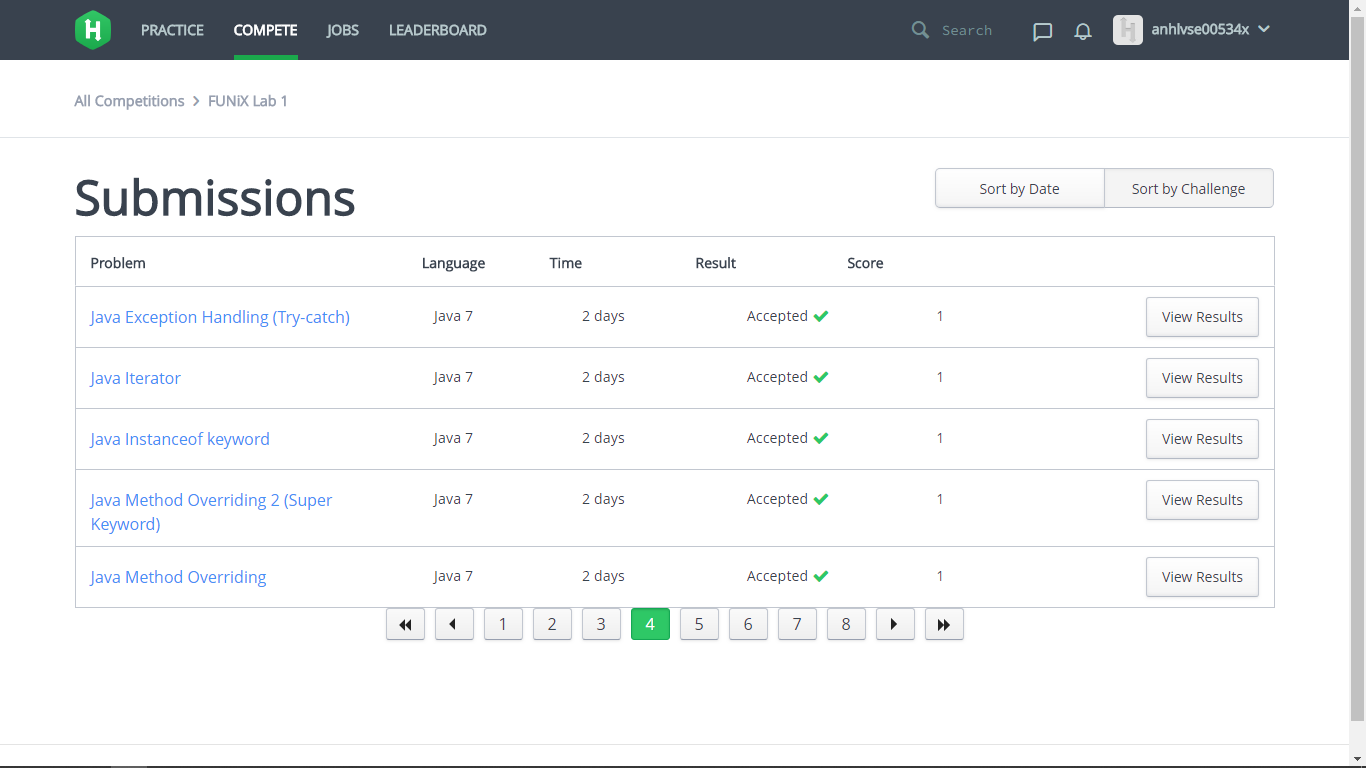 PRACTICE COMPETE JOBS LEADERBOARD Search anhlvse00534x
All Competitions > FUNiX Lab 1
Submissions
Sort by Date Sort by Challenge
Problem Language Time Result Score
Java Exception Handling (Try-catch) Java 7 2 days Accepted 1 View Results
Java Iterator Java 7 2 days Accepted 1 View Results
Java Instanceof keyword Java 7 2 days Accepted 1 View Results
Java Method Overriding 2 (Super Java 7 2 days Accepted 1 View Results
Keyword)
Java Method Overriding Java 7 2 days Accepted 1 View Results
1 2 3 4 5 6 7 8